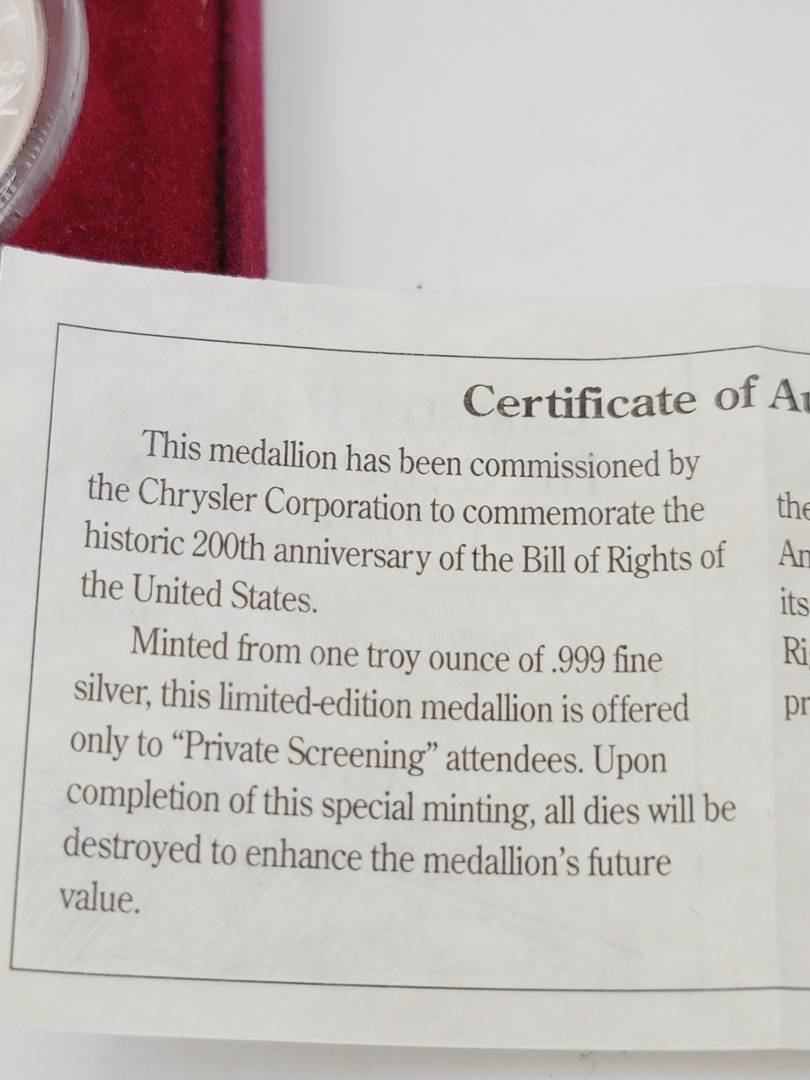 Certificate of
This medallion has been commissioned by
the Chrysler Corporation to commemorate the
historic 200th anniversary of the Bill of Rights of
the United States.
Minted from one troy ounce of .999 fine
silver, this limited-edition medallion is offered
only to “Private Screening” attendees. Upon
completion of this special minting, all dies will be
destroyed to enhance the medallion’s future
value.
the
its